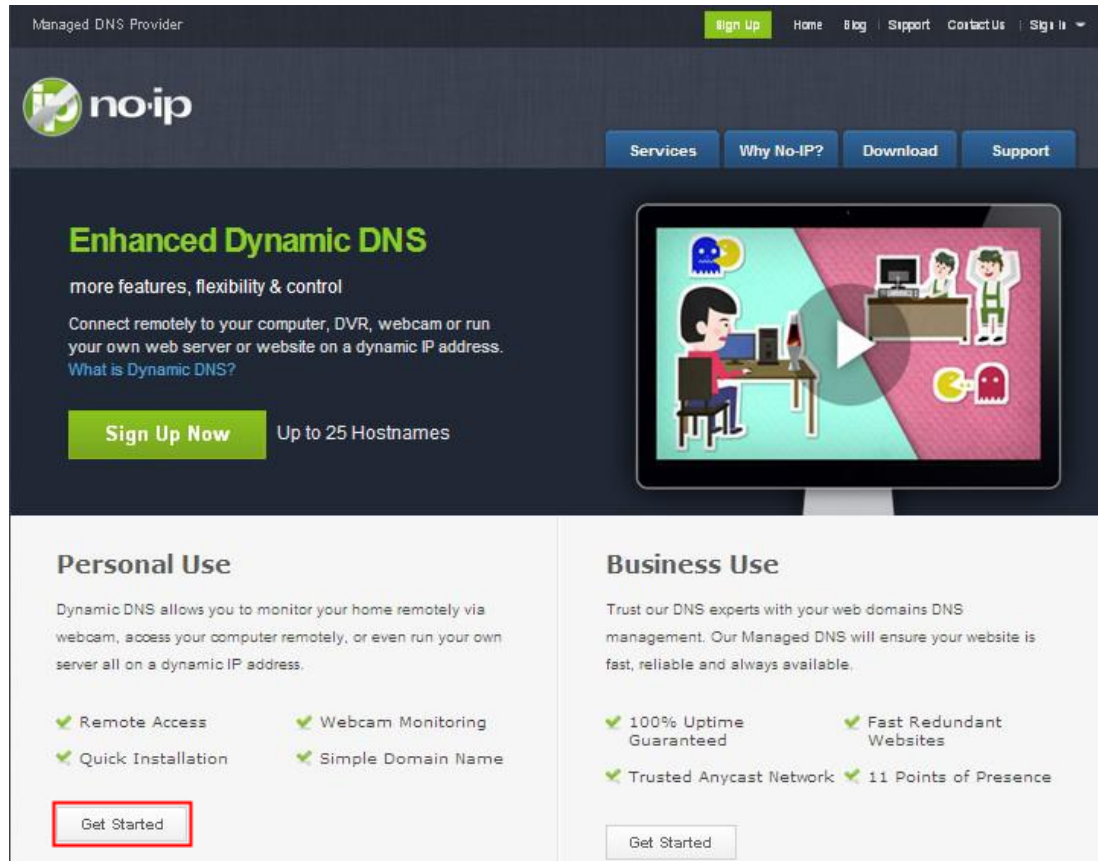 Managed DNS Provider
Sign Up Home Blog Support Contact Us Sign In
ip no·ip
Services Why No-IP? Download Support
Enhanced Dynamic DNS
more features, flexibility & control
Connect remotely to your computer, DVR, webcam or run
your own web server or website on a dynamic IP address.
What is Dynamic DNS?
Sign Up Now Up to 25 Hostnames
Personal Use
Dynamic DNS allows you to monitor your home remotely via
webcam, access your computer remotely, or even run your own
server all on a dynamic IP address.
Remote Access
Webcam Monitoring
Quick Installation
Simple Domain Name
Get Started
Business Use
Trust our DNS experts with your web domains DNS
management. Our Managed DNS will ensure your website is
fast, reliable and always available.
100% Uptime
Guaranteed
Fast Redundant
Websites
Trusted Anycast Network
11 Points of Presence
Get Started